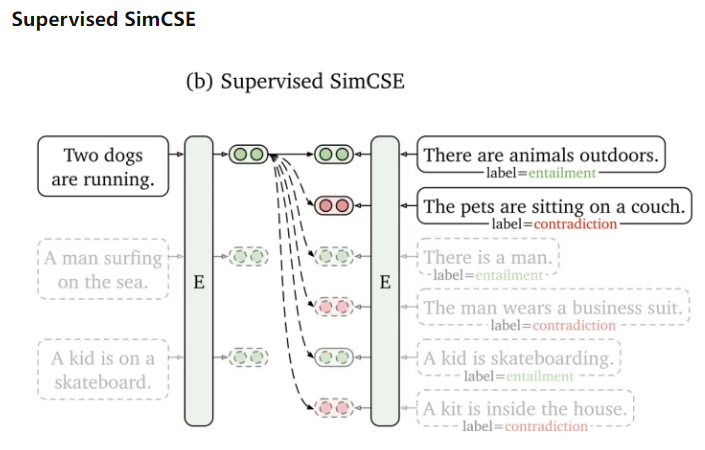 Supervised SimCSE
(b) Supervised SimCSE
Two dogs
are running.
A man surfing
on the sea.
A kid is on a
skateboard.
E
E
There are animals outdoors.
label=entailment
The pets are sitting on a couch.
label=contradiction
There is a man.
label=entailment
The man wears a business suit.
label=contradiction
A kid is skateboarding.
label=entailment
A kit is inside the house.
label=contradiction